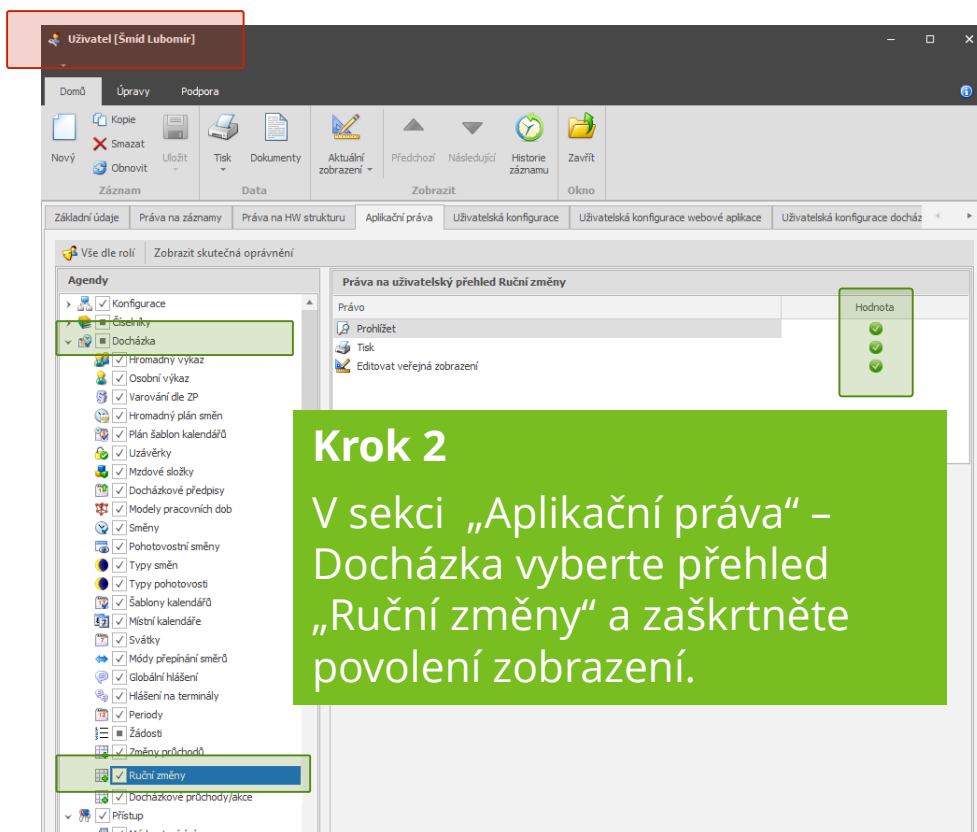 Uživatel [Šmíd Lubomír]
Domů Úpravy Podpora
Nový
Kopie
Smazat
Obnovit
Uložit
Tisk
Dokumenty
Aktuální zobrazení
Předchozí
Následující
Historie záznamu
Zavřít
Záznam Data Zobrazit Okno
Základní údaje Práva na záznamy Práva na HW strukturu Aplikační práva Uživatelská konfigurace Uživatelská konfigurace webové aplikace Uživatelská konfigurace docház
Vše dle rolí Zobrazit skutečná oprávnění
Agendy
Konfigurace
Číselníky
Docházka
Hromadný výkaz
Osobní výkaz
Varování dle ZP
Hromadný plán směn
Plán šablon kalendářů
Uzávěrky
Mzdové složky
Docházkové předpisy
Modely pracovních dob
Směny
Pohotovostní směny
Typy směn
Typy pohotovosti
Šablony kalendářů
Místní kalendáře
Svátky
Módy přepínání směrů
Globální hlášení
Hlášení na terminály
Periody
Žádosti
Změny průchodů
Ruční změny
Docházkové průchody/akce
Přístup
Práva na uživatelský přehled Ruční změny
Právo Hodnota
Prohlížet
Tisk
Editovat veřejná zobrazení
Krok 2
V sekci „Aplikační práva“ –
Docházka vyberte přehled
„Ruční změny“ a zaškrtněte
povolení zobrazení.